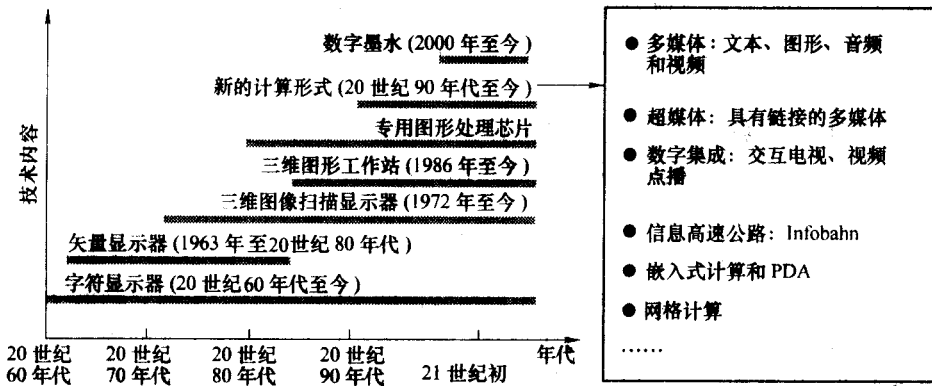 数字墨水 (2000 年至今)
新的计算形式 (20 世纪 90 年代至今)
专用图形处理芯片
三维图形工作站 (1986 年至今)
三维图像扫描显示器 (1972 年至今)
矢量显示器 (1963 年至20世纪 80 年代)
字符显示器 (20 世纪60 年代至今)
技术内容
20 世纪
60 年代
20 世纪
70 年代
20 世纪
80 年代
20 世纪
90 年代
21 世纪初
年代
● 多媒体：文本、图形、音频
和视频
● 超媒体：具有链接的多媒体
● 数字集成：交互电视、视频
点播
● 信息高速公路：Infobahn
● 嵌入式计算和 PDA
● 网格计算
……